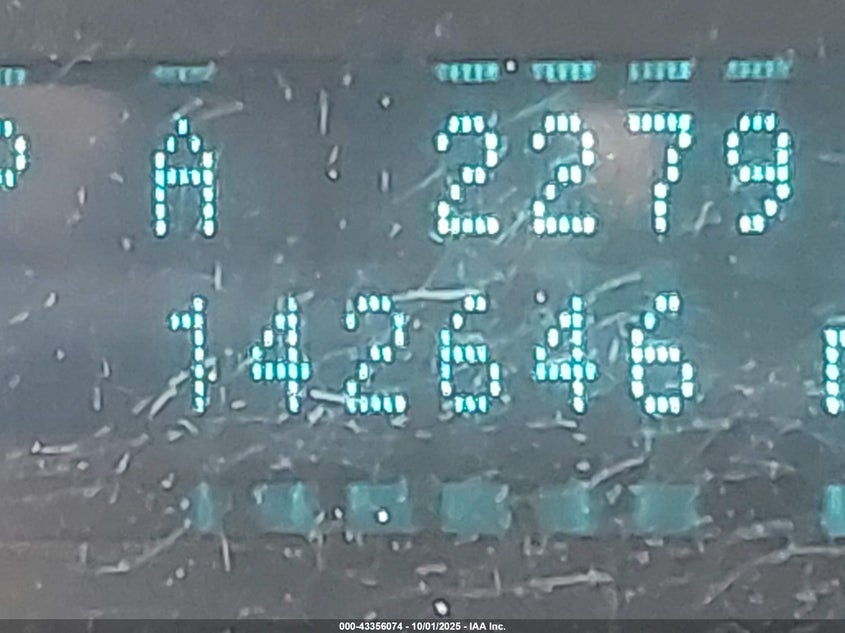 A 2279
142646
000-43356074 - 10/01/2025 - IAA Inc.